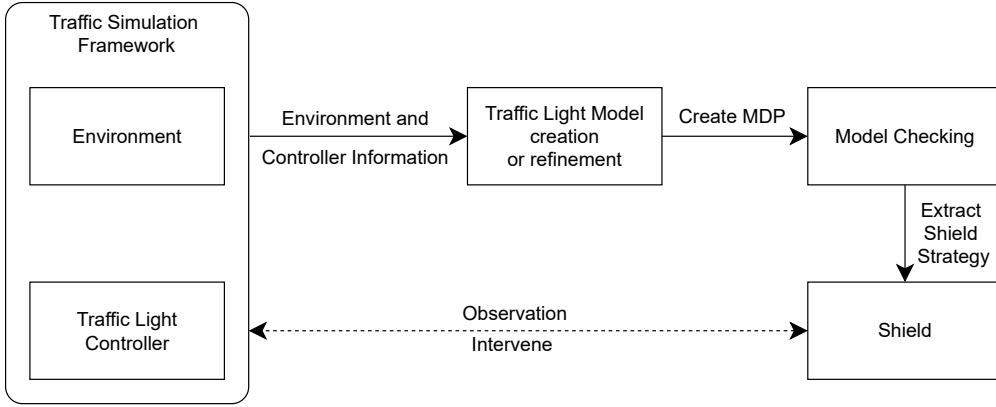 Traffic Simulation
Framework
Environment
Environment and
Controller Information
Traffic Light Model
creation
or refinement
Create MDP
Model Checking
Extract
Shield
Strategy
Traffic Light
Controller
Observation
Intervene
Shield